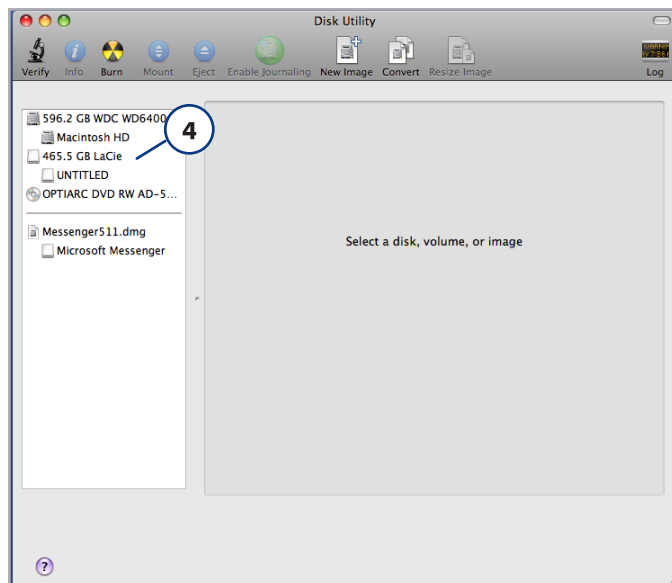 Disk Utility
Verify Info Burn Mount Eject Enable Journaling New Image Convert Resize Image Log
596.2 GB WDC WD6400
4
Macintosh HD
465.5 GB LaCie
UNTITLED
OPTIARC DVD RW AD-5...
Messenger511.dmg
Microsoft Messenger
Select a disk, volume, or image
?